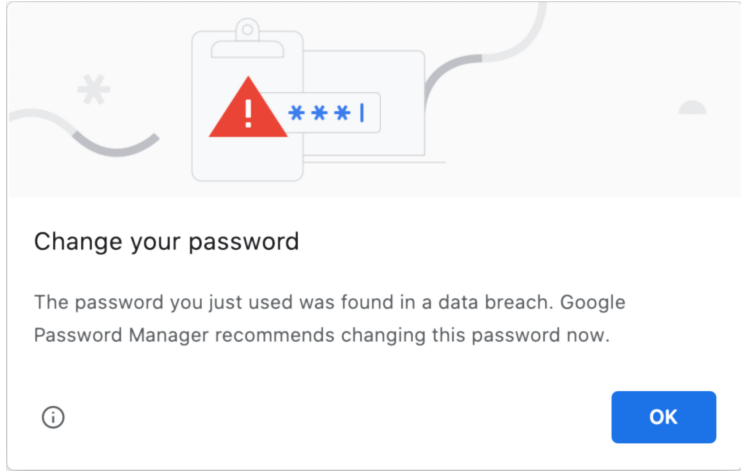 ***|
Change your password
The password you just used was found in a data breach. Google
Password Manager recommends changing this password now.
OK